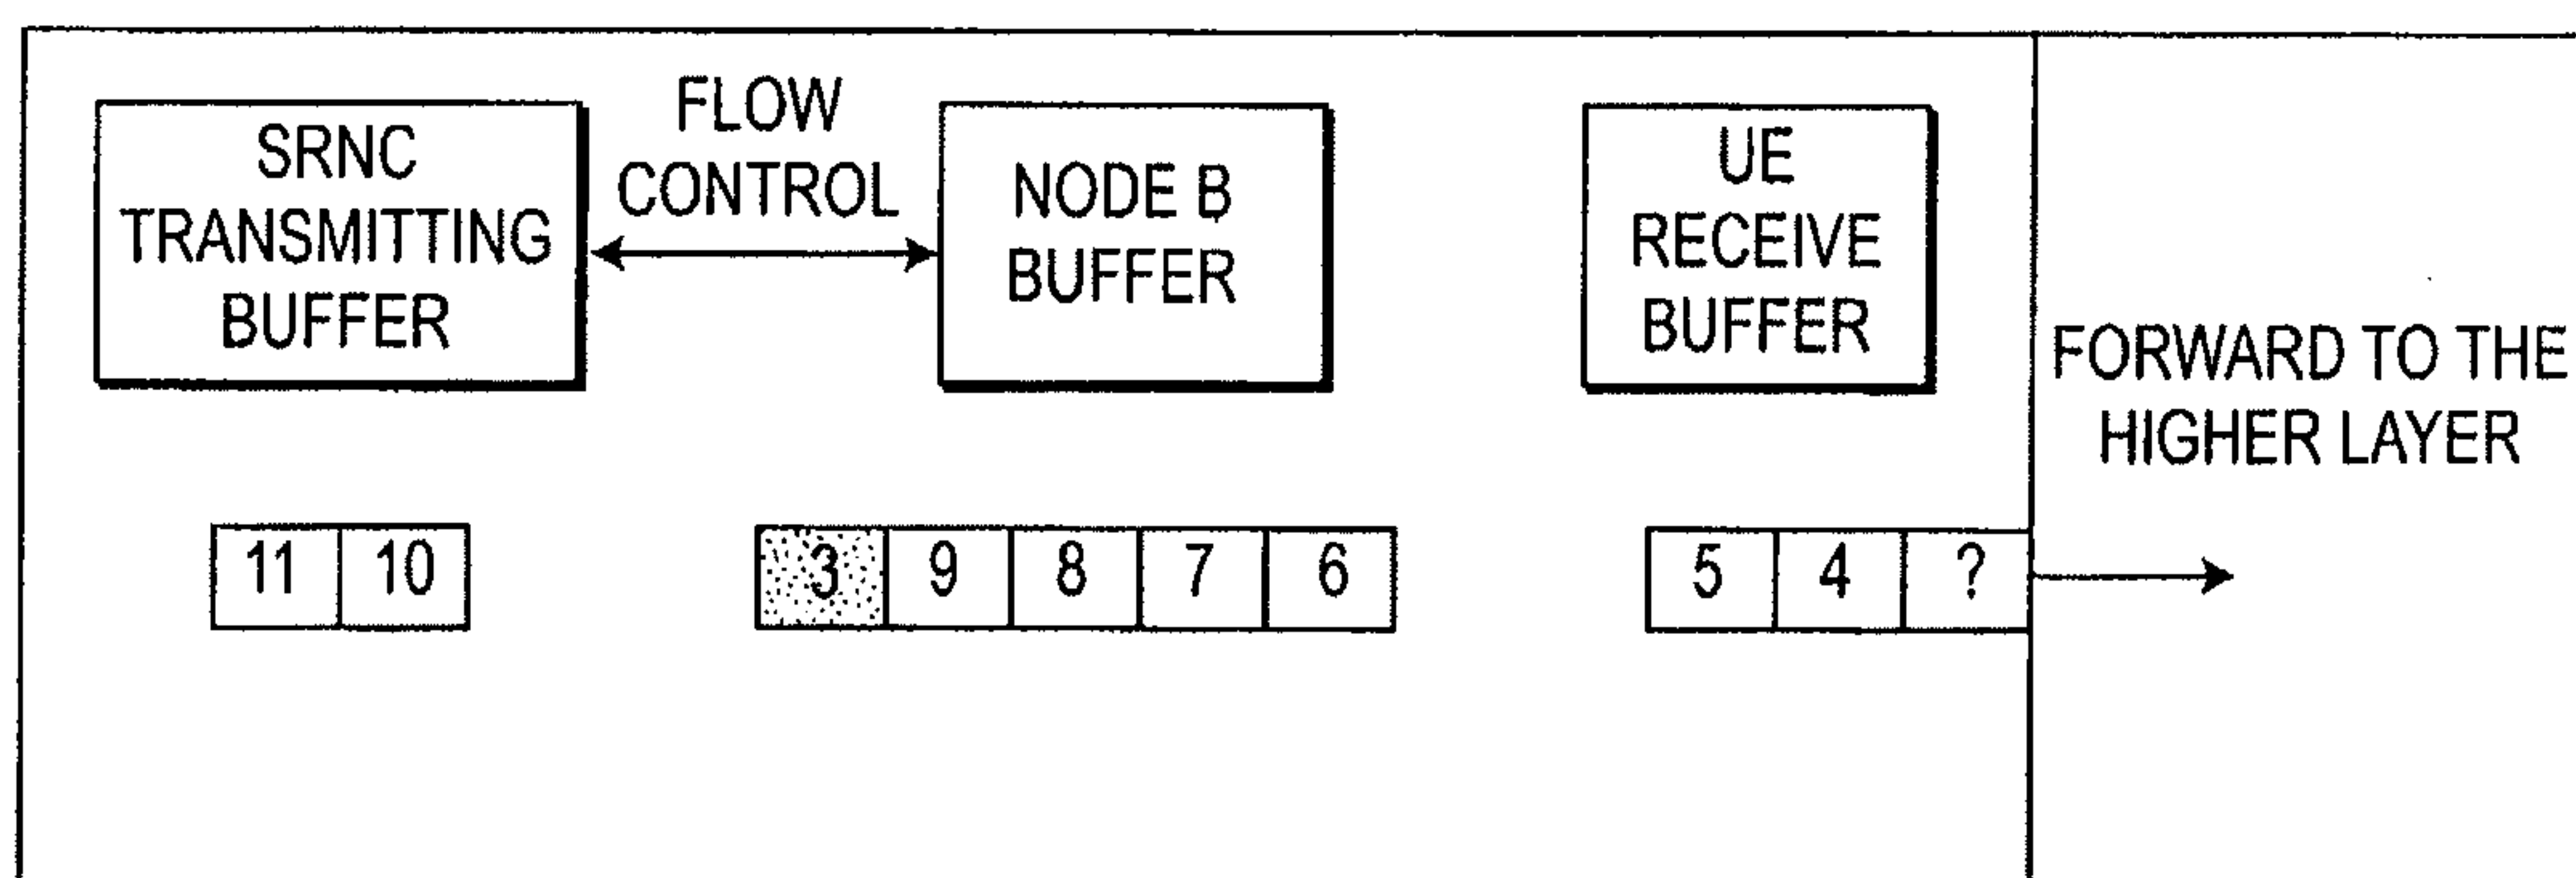 SRNC
TRANSMITTING
BUFFER
FLOW
CONTROL
NODE B
BUFFER
UE
RECEIVE
BUFFER
FORWARD TO THE
HIGHER LAYER
11 10
3 9 8 7 6
5 4 ?